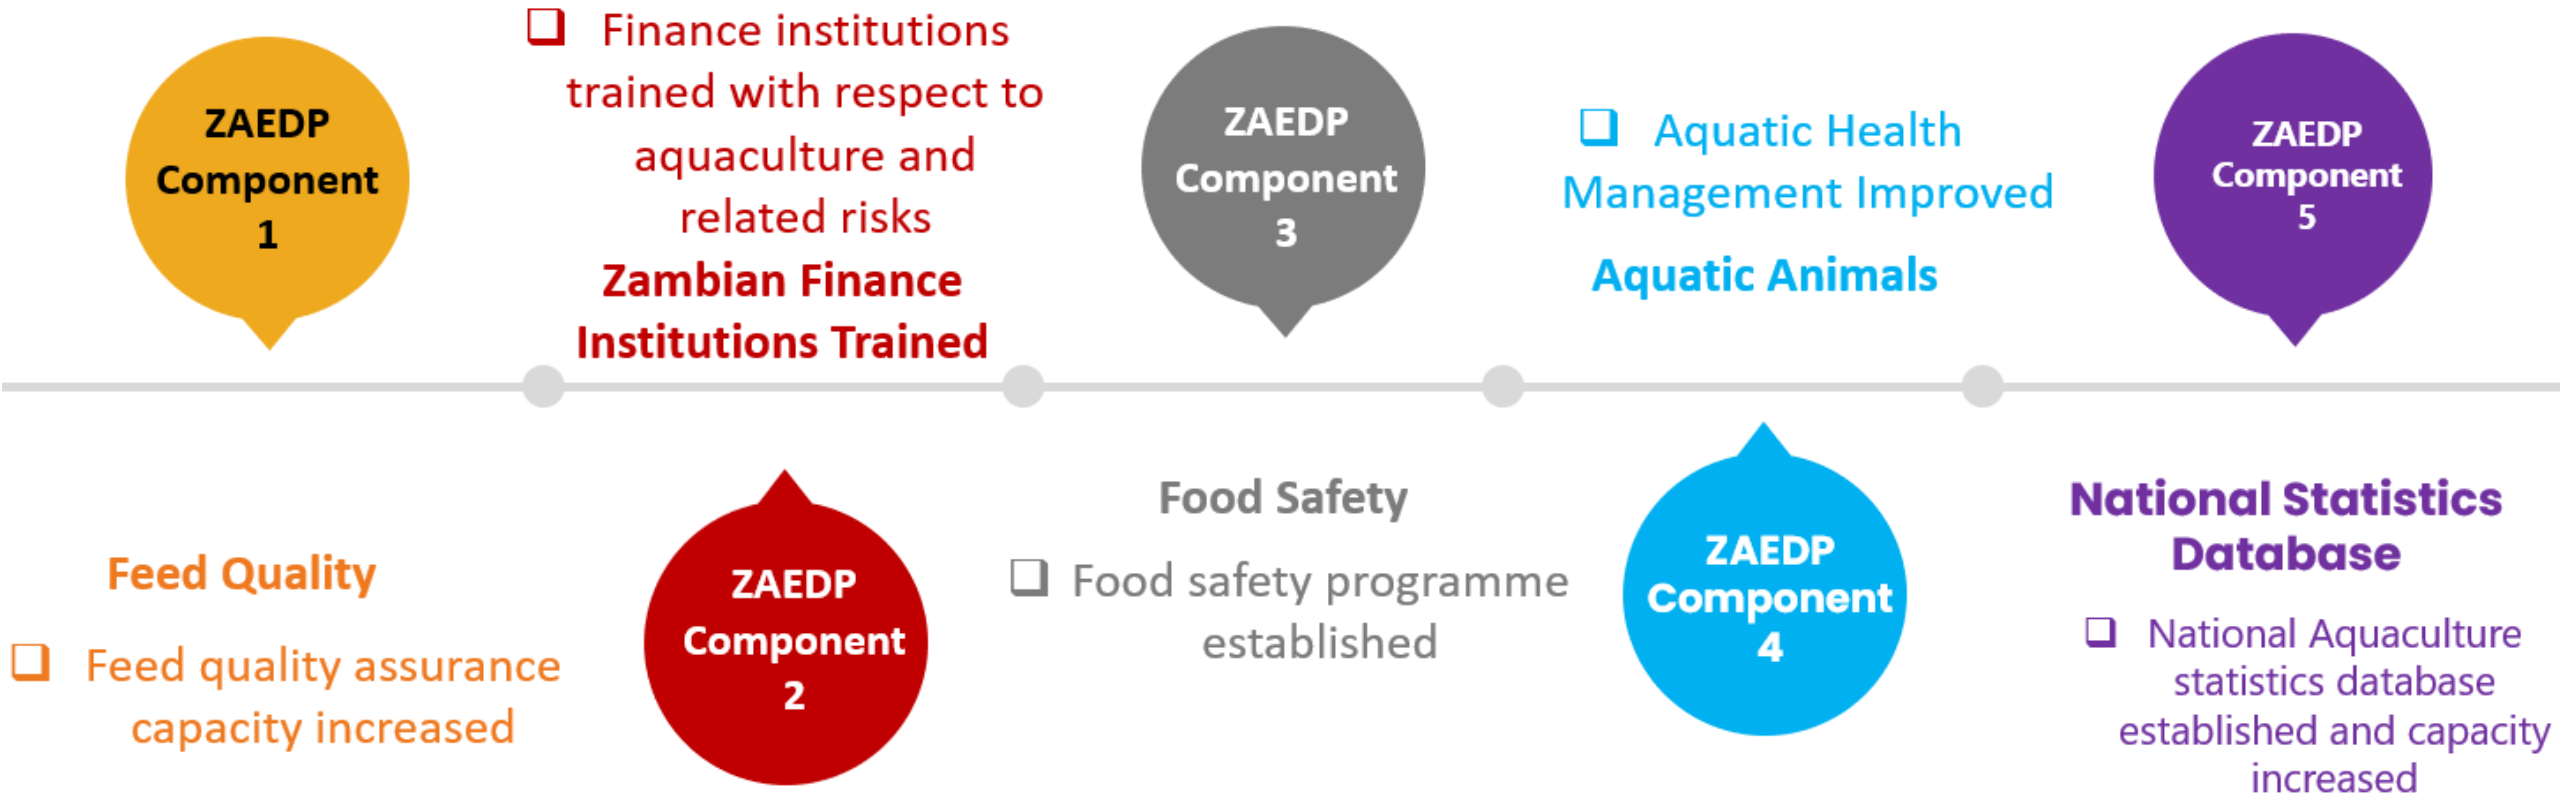 ZAEDP
Component
1
Feed Quality
❑ Feed quality assurance
capacity increased
❑ Finance institutions
trained with respect to
aquaculture and
related risks
Zambian Finance
Institutions Trained
ZAEDP
Component
2
ZAEDP
Component
3
Food Safety
❑ Food safety programme
established
❑ Aquatic Health
Management Improved
Aquatic Animals
ZAEDP
Component
4
ZAEDP
Component
5
National Statistics
Database
❑ National Aquaculture
statistics database
established and capacity
increased